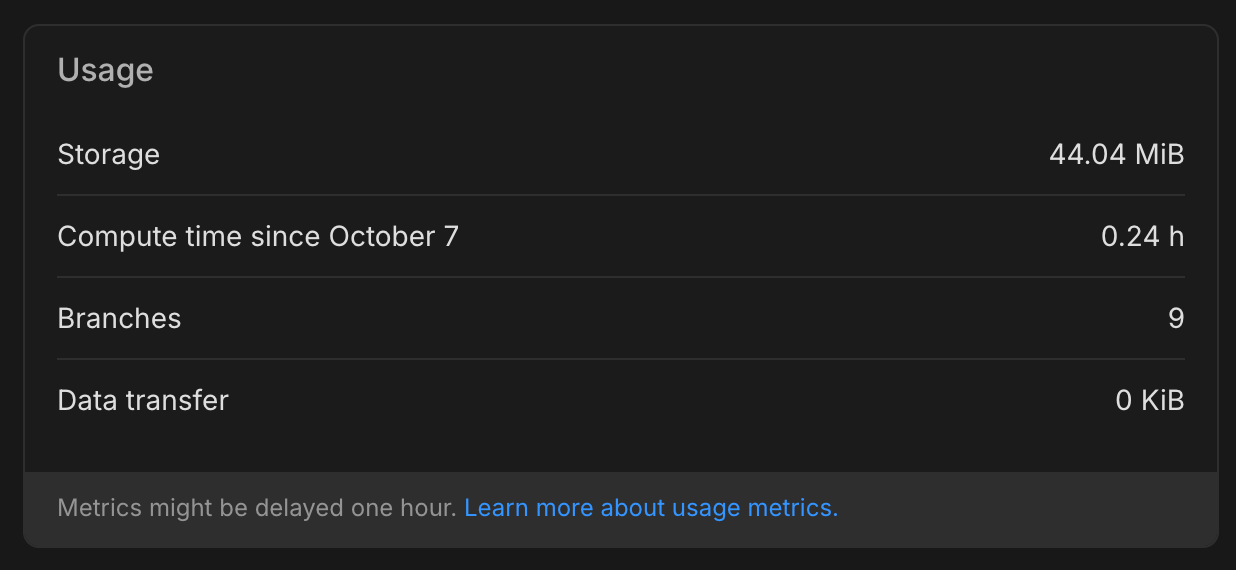 Usage
Storage 44.04 MiB
Compute time since October 7 0.24 h
Branches 9
Data transfer 0 KiB
Metrics might be delayed one hour. Learn more about usage metrics.